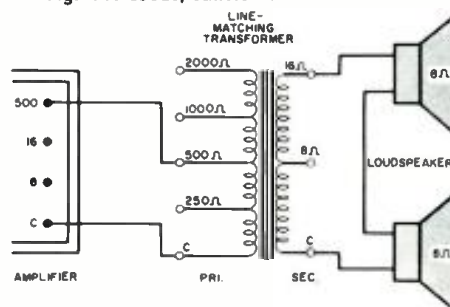 LINE-
MATCHING
TRANSFORMER
2000Ω
16Ω
8Ω
500
1000Ω
16
500Ω
8Ω
LOUDSPEAKER
8
250Ω
C
C
C
8Ω
AMPLIFIER
PRI.
SEC.